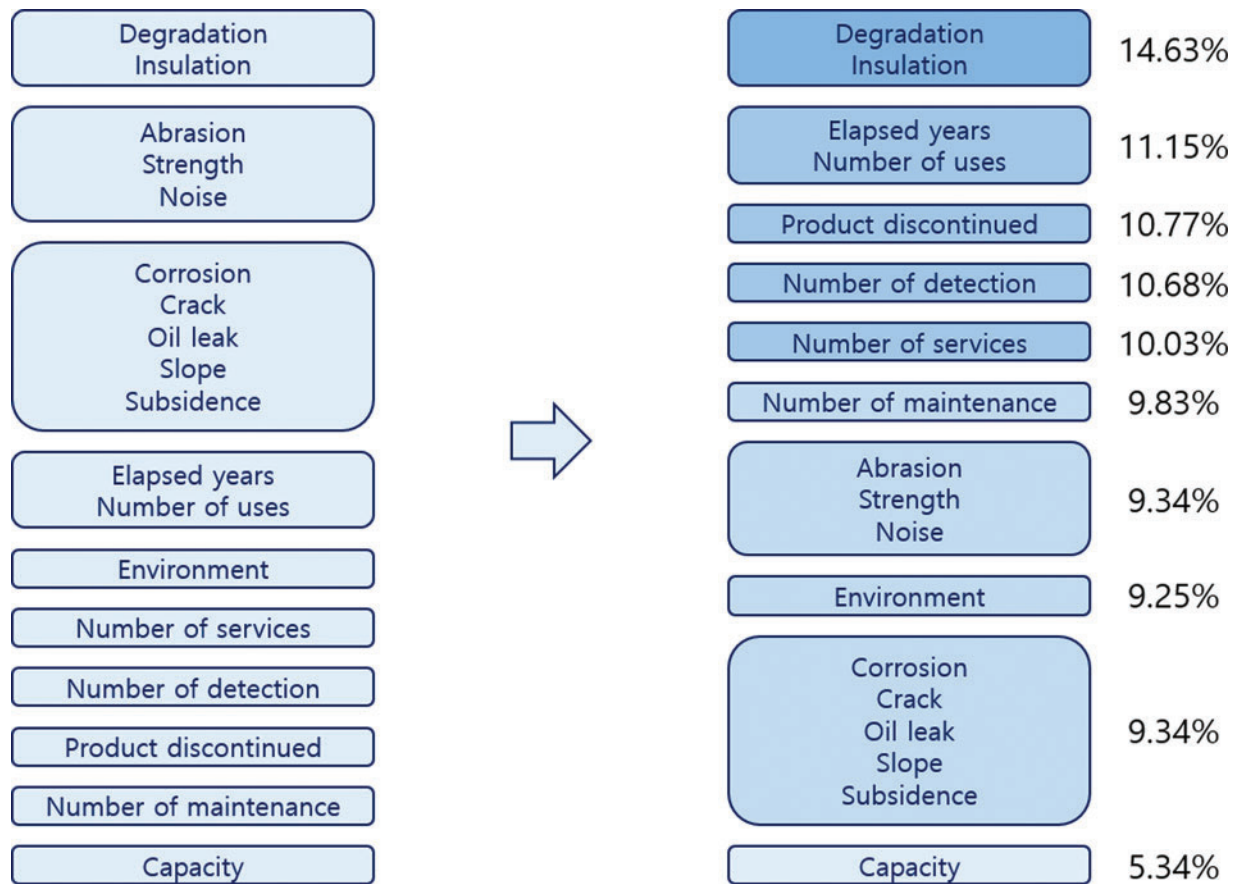 Degradation
Insulation
Abrasion
Strength
Noise
Corrosion
Crack
Oil leak
Slope
Subsidence
Elapsed years
Number of uses
Environment
Number of services
Number of detection
Product discontinued
Number of maintenance
Capacity
Degradation
Insulation
14.63%
Elapsed years
Number of uses
11.15%
Product discontinued
10.77%
Number of detection
10.68%
Number of services
10.03%
Number of maintenance
9.83%
Abrasion
Strength
Noise
9.34%
Environment
9.25%
Corrosion
Crack
Oil leak
Slope
Subsidence
9.34%
Capacity
5.34%